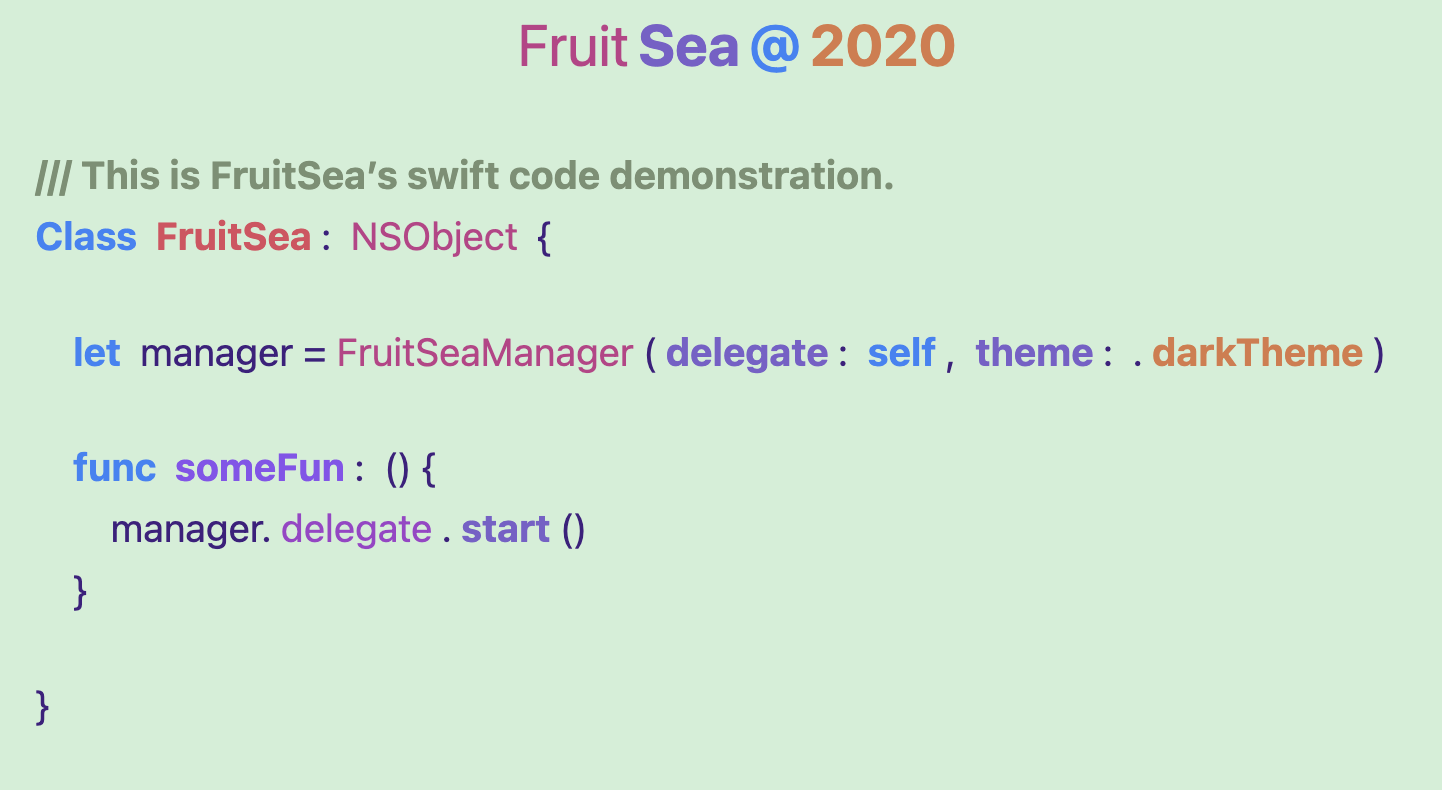 Fruit Sea @ 2020
/// This is FruitSea’s swift code demonstration.
Class FruitSea : NSObject {
let manager = FruitSeaManager ( delegate : self , theme : . darkTheme )
func someFun : () {
manager. delegate . start ()
}
}